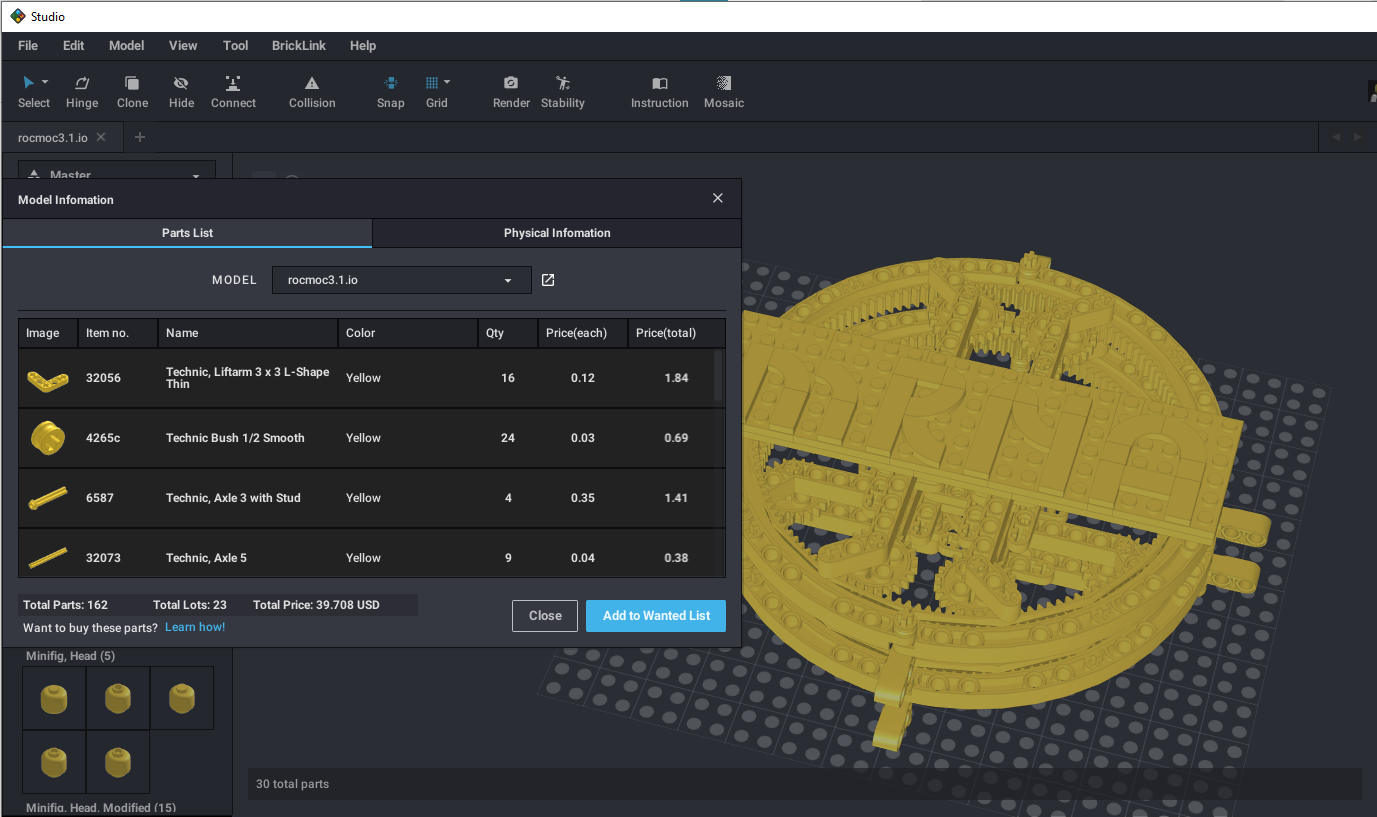 Studio
File Edit Model View Tool BrickLink Help
Select Hinge Clone Hide Connect Collision Snap Grid Render Stability Instruction Mosaic
rocmoc3.1.io
Master
Model Infomation
Parts List Physical Infomation
MODEL rocmoc3.1.io
Image Item no. Name Color Qty Price(each) Price(total)
32056 Technic, Liftarm 3 x 3 L-Shape Thin Yellow 16 0.12 1.84
4265c Technic Bush 1/2 Smooth Yellow 24 0.03 0.69
6587 Technic, Axle 3 with Stud Yellow 4 0.35 1.41
32073 Technic, Axle 5 Yellow 9 0.04 0.38
Total Parts: 162 Total Lots: 23 Total Price: 39.708 USD
Want to buy these parts? Learn how!
Close Add to Wanted List
Minifig, Head (5)
Minifig, Head, Modified (15)
30 total parts